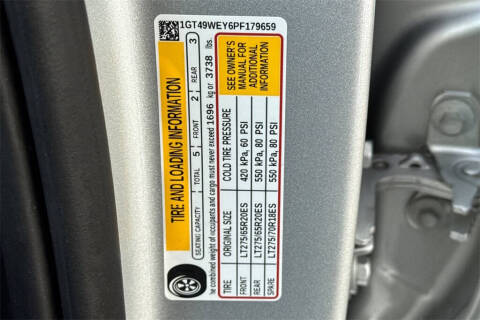 1GT49WEY6PF179659
TIRE AND LOADING INFORMATION
SEATING CAPACITY TOTAL 5 FRONT 2 REAR 3
he combined weight of occupants and cargo must never exceed 1696 kg or 3738 lbs.
TIRE ORIGINAL SIZE COLD TIRE PRESSURE
FRONT LT275/65R20ES 420 kPa, 60 PSI
REAR LT275/65R20ES 550 kPa, 80 PSI
SPARE LT275/70R18ES 550 kPa, 80 PSI
SEE OWNER'S
MANUAL FOR
ADDITIONAL
INFORMATION